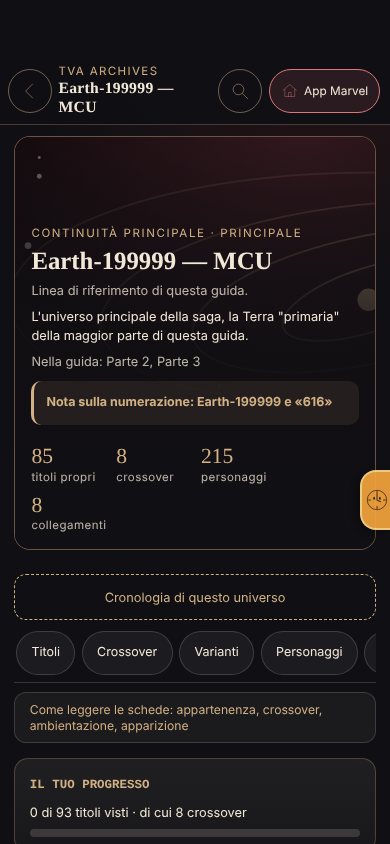 TVA ARCHIVES
Earth-199999 —
MCU
App Marvel
CONTINUITÀ PRINCIPALE · PRINCIPALE
Earth-199999 — MCU
Linea di riferimento di questa guida.
L'universo principale della saga, la Terra "primaria"
della maggior parte di questa guida.
Nella guida: Parte 2, Parte 3
Nota sulla numerazione: Earth-199999 e «616»
85 8 215
titoli propri crossover personaggi
8
collegamenti
Cronologia di questo universo
Titoli Crossover Varianti Personaggi
Come leggere le schede: appartenenza, crossover,
ambientazione, apparizione
IL TUO PROGRESSO
0 di 93 titoli visti · di cui 8 crossover